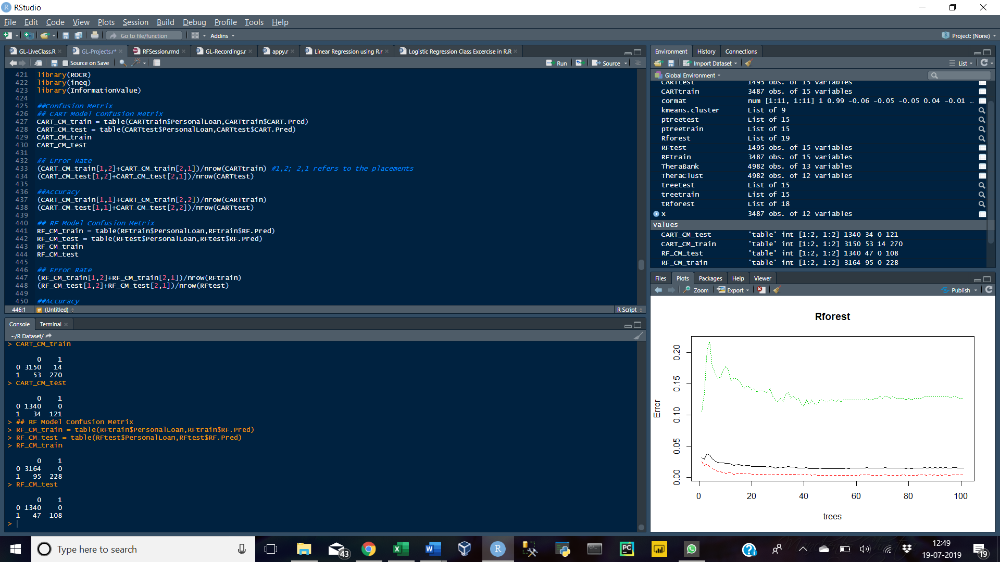 RStudio
File Edit Code View Plots Session Build Debug Profile Tools Help
Go to file/function Addins Project: (None)
GL-LiveClass.R GL-Projects.r* RFSession.rmd GL-Recordings.r appy.r Linear Regression using R.r Logistic Regression Class Excercise in R.R
Source on Save Run Source
421 library(ROCR)
422 library(ineq)
423 library(InformationValue)
424
425 ##Confusion Metrix
426 ## CART Model Confusion Metrix
427 CART_CM_train = table(CARTtrain$PersonalLoan,CARTtrain$CART.Pred)
428 CART_CM_test = table(CARTtest$PersonalLoan,CARTtest$CART.Pred)
429 CART_CM_train
430 CART_CM_test
431
432 ## Error Rate
433 (CART_CM_train[1,2]+CART_CM_train[2,1])/nrow(CARTtrain) #1,2; 2,1 refers to the placements
434 (CART_CM_test[1,2]+CART_CM_test[2,1])/nrow(CARTtest)
435
436 ##Accuracy
437 (CART_CM_train[1,1]+CART_CM_train[2,2])/nrow(CARTtrain)
438 (CART_CM_test[1,1]+CART_CM_test[2,2])/nrow(CARTtest)
439
440 ## RF Model Confusion Metrix
441 RF_CM_train = table(RFtrain$PersonalLoan,RFtrain$RF.Pred)
442 RF_CM_test = table(RFtest$PersonalLoan,RFtest$RF.Pred)
443 RF_CM_train
444 RF_CM_test
445
446 ## Error Rate
447 (RF_CM_train[1,2]+RF_CM_train[2,1])/nrow(RFtrain)
448 (RF_CM_test[1,2]+RF_CM_test[2,1])/nrow(RFtest)
449
450 ##Accuracy
446:1 # (Untitled) R Script
Console Terminal
~/R Dataset/
> CART_CM_train
0 1
0 3150 14
1 53 270
> CART_CM_test
0 1
0 1340 0
1 34 121
> ## RF Model Confusion Metrix
> RF_CM_train = table(RFtrain$PersonalLoan,RFtrain$RF.Pred)
> RF_CM_test = table(RFtest$PersonalLoan,RFtest$RF.Pred)
> RF_CM_train
0 1
0 3164 0
1 95 228
> RF_CM_test
0 1
0 1340 0
1 47 108
>
Environment History Connections
Import Dataset List
Global Environment
CARTtest 1495 obs. of 15 variables
CARTtrain 3487 obs. of 15 variables
cormat num [1:11, 1:11] 1 0.99 -0.06 -0.05 -0.05 0.04 -0.01 …
kmeans.cluster List of 9
ptreetest List of 15
ptreetrain List of 15
Rforest List of 19
RFtest 1495 obs. of 15 variables
RFtrain 3487 obs. of 15 variables
TheraBank 4982 obs. of 13 variables
TheraClust 4982 obs. of 12 variables
treetest List of 15
treetrain List of 15
tRforest List of 18
x 3487 obs. of 12 variables
Values
CART_CM_test 'table' int [1:2, 1:2] 1340 34 0 121
CART_CM_train 'table' int [1:2, 1:2] 3150 53 14 270
RF_CM_test 'table' int [1:2, 1:2] 1340 47 0 108
RF_CM_train 'table' int [1:2, 1:2] 3164 95 0 228
Files Plots Packages Help Viewer
Zoom Export Publish
Rforest
Error
0.20
0.15
0.10
0.05
0.00
0 20 40 60 80 100
trees
Type here to search
43
12:49
19-07-2019
19